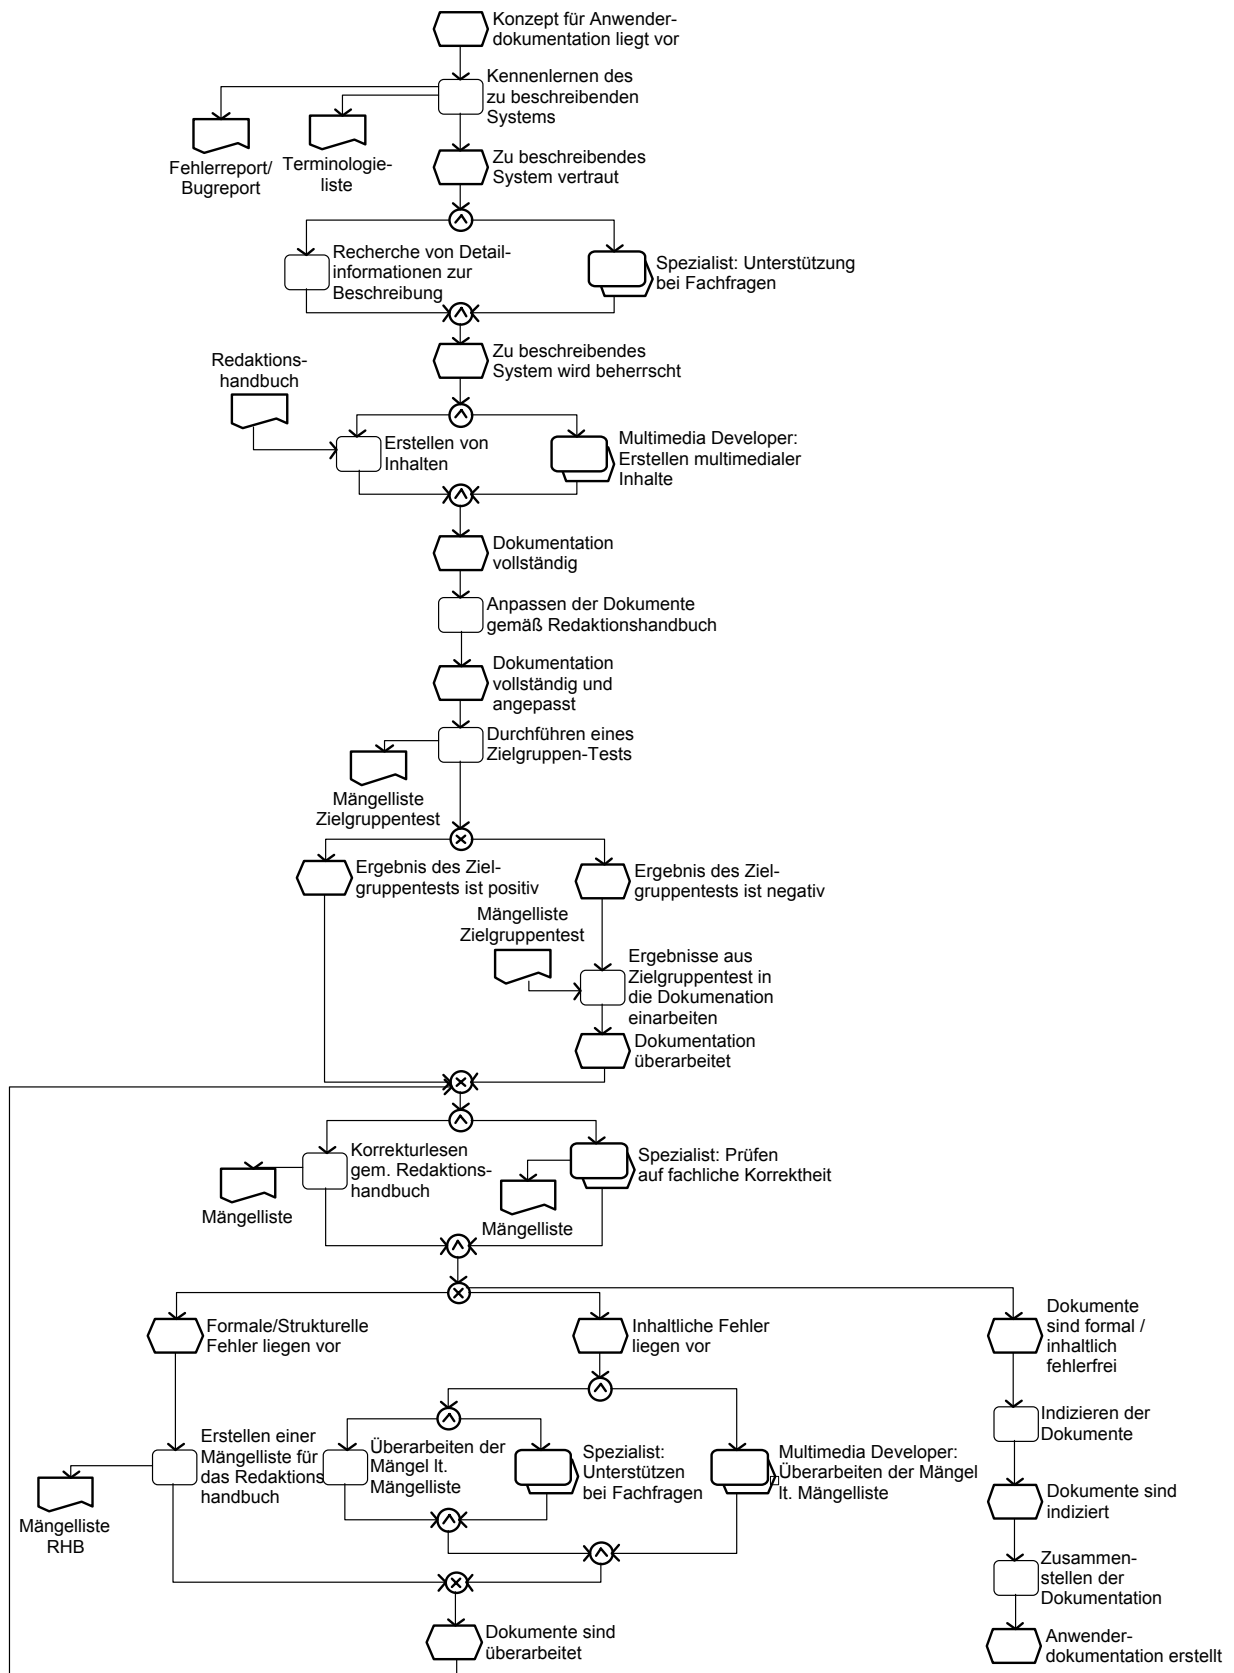 Konzept für Anwender-
dokumentation liegt vor
Kennenlernen des
zu beschreibenden
Systems
Fehlerreport/
Bugreport
Terminologie-
liste
Zu beschreibendes
System vertraut
Recherche von Detail-
informationen zur
Beschreibung
Spezialist: Unterstützung
bei Fachfragen
Zu beschreibendes
System wird beherrscht
Redaktions-
handbuch
Erstellen von
Inhalten
Multimedia Developer:
Erstellen multimedialer
Inhalte
Dokumentation
vollständig
Anpassen der Dokumente
gemäß Redaktionshandbuch
Dokumentation
vollständig und
angepasst
Durchführen eines
Zielgruppen-Tests
Mängelliste
Zielgruppentest
Ergebnis des Ziel-
gruppentests ist positiv
Ergebnis des Ziel-
gruppentests ist negativ
Mängelliste
Zielgruppentest
Ergebnisse aus
Zielgruppentest in
die Dokumenation
einarbeiten
Dokumentation
überarbeitet
Korrekturlesen
gem. Redaktions-
handbuch
Mängelliste
Spezialist: Prüfen
auf fachliche Korrektheit
Mängelliste
Formale/Strukturelle
Fehler liegen vor
Inhaltliche Fehler
liegen vor
Dokumente
sind formal /
inhaltlich
fehlerfrei
Erstellen einer
Mängelliste für
das Redaktions
handbuch
Mängelliste
RHB
Überarbeiten der
Mängel lt.
Mängelliste
Spezialist:
Unterstützen
bei Fachfragen
Multimedia Developer:
Überarbeiten der Mängel
lt. Mängelliste
Indizieren der
Dokumente
Dokumente sind
indiziert
Zusammen-
stellen der
Dokumentation
Dokumente sind
überarbeitet
Anwender-
dokumentation erstellt